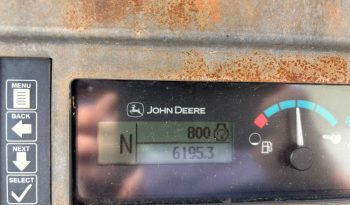 MENU
BACK
NEXT
SELECT
JOHN DEERE
N
800
6195.3